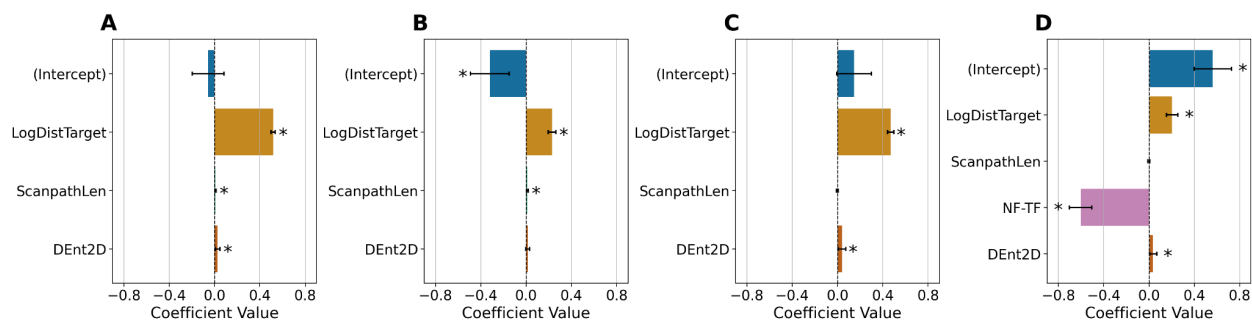 A
(Intercept)
LogDistTarget
ScanpathLen
DEnt2D
*
*
*
−0.8 −0.4 0.0 0.4 0.8
Coefficient Value
B
(Intercept)
LogDistTarget
ScanpathLen
DEnt2D
*
*
*
−0.8 −0.4 0.0 0.4 0.8
Coefficient Value
C
(Intercept)
LogDistTarget
ScanpathLen
DEnt2D
*
*
−0.8 −0.4 0.0 0.4 0.8
Coefficient Value
D
(Intercept)
LogDistTarget
ScanpathLen
NF-TF
DEnt2D
*
*
*
*
−0.8 −0.4 0.0 0.4 0.8
Coefficient Value